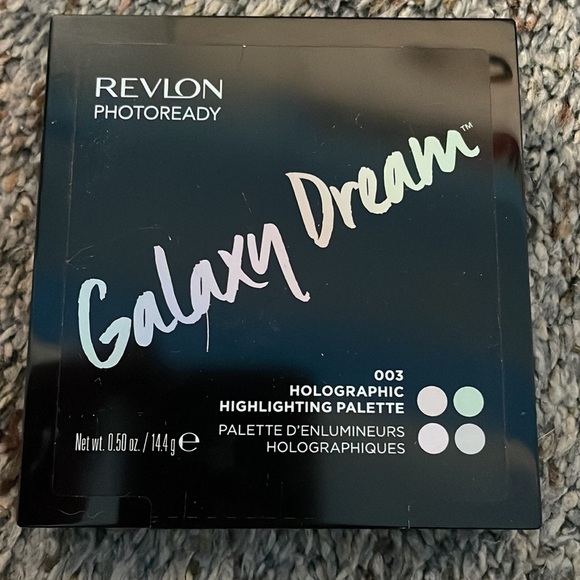 REVLON
PHOTOREADY
Galaxy Dream™
003
HOLOGRAPHIC
HIGHLIGHTING PALETTE
PALETTE D'ENLUMINEURS
HOLOGRAPHIQUES
Net wt. 0.50 oz. / 14.4 g ℮